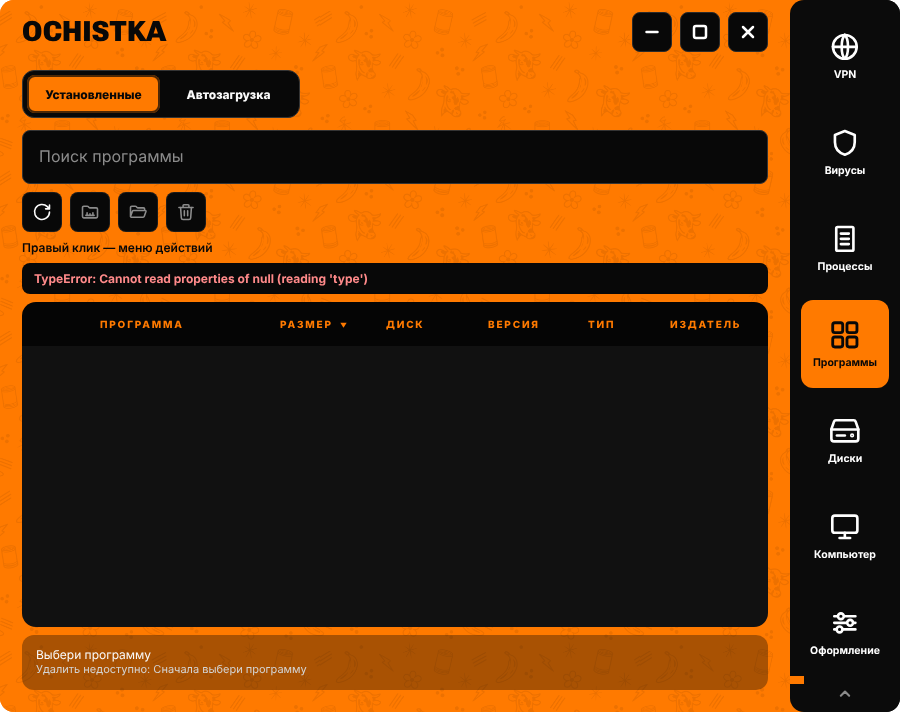 OCHISTKA
Установленные
Автозагрузка
Поиск программы
Правый клик — меню действий
TypeError: Cannot read properties of null (reading 'type')
ПРОГРАММА РАЗМЕР ▼ ДИСК ВЕРСИЯ ТИП ИЗДАТЕЛЬ
Выбери программу
Удалить недоступно: Сначала выбери программу
VPN
Вирусы
Процессы
Программы
Диски
Компьютер
Оформление